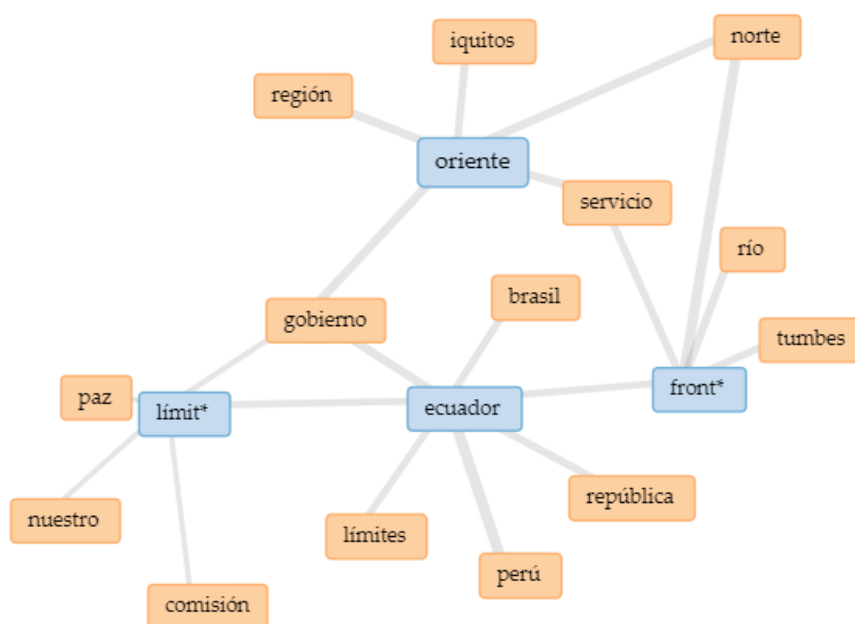 iquitos
norte
región
oriente
servicio
río
brasil
gobierno
tumbes
paz
límit*
ecuador
front*
república
nuestro
límites
perú
comisión